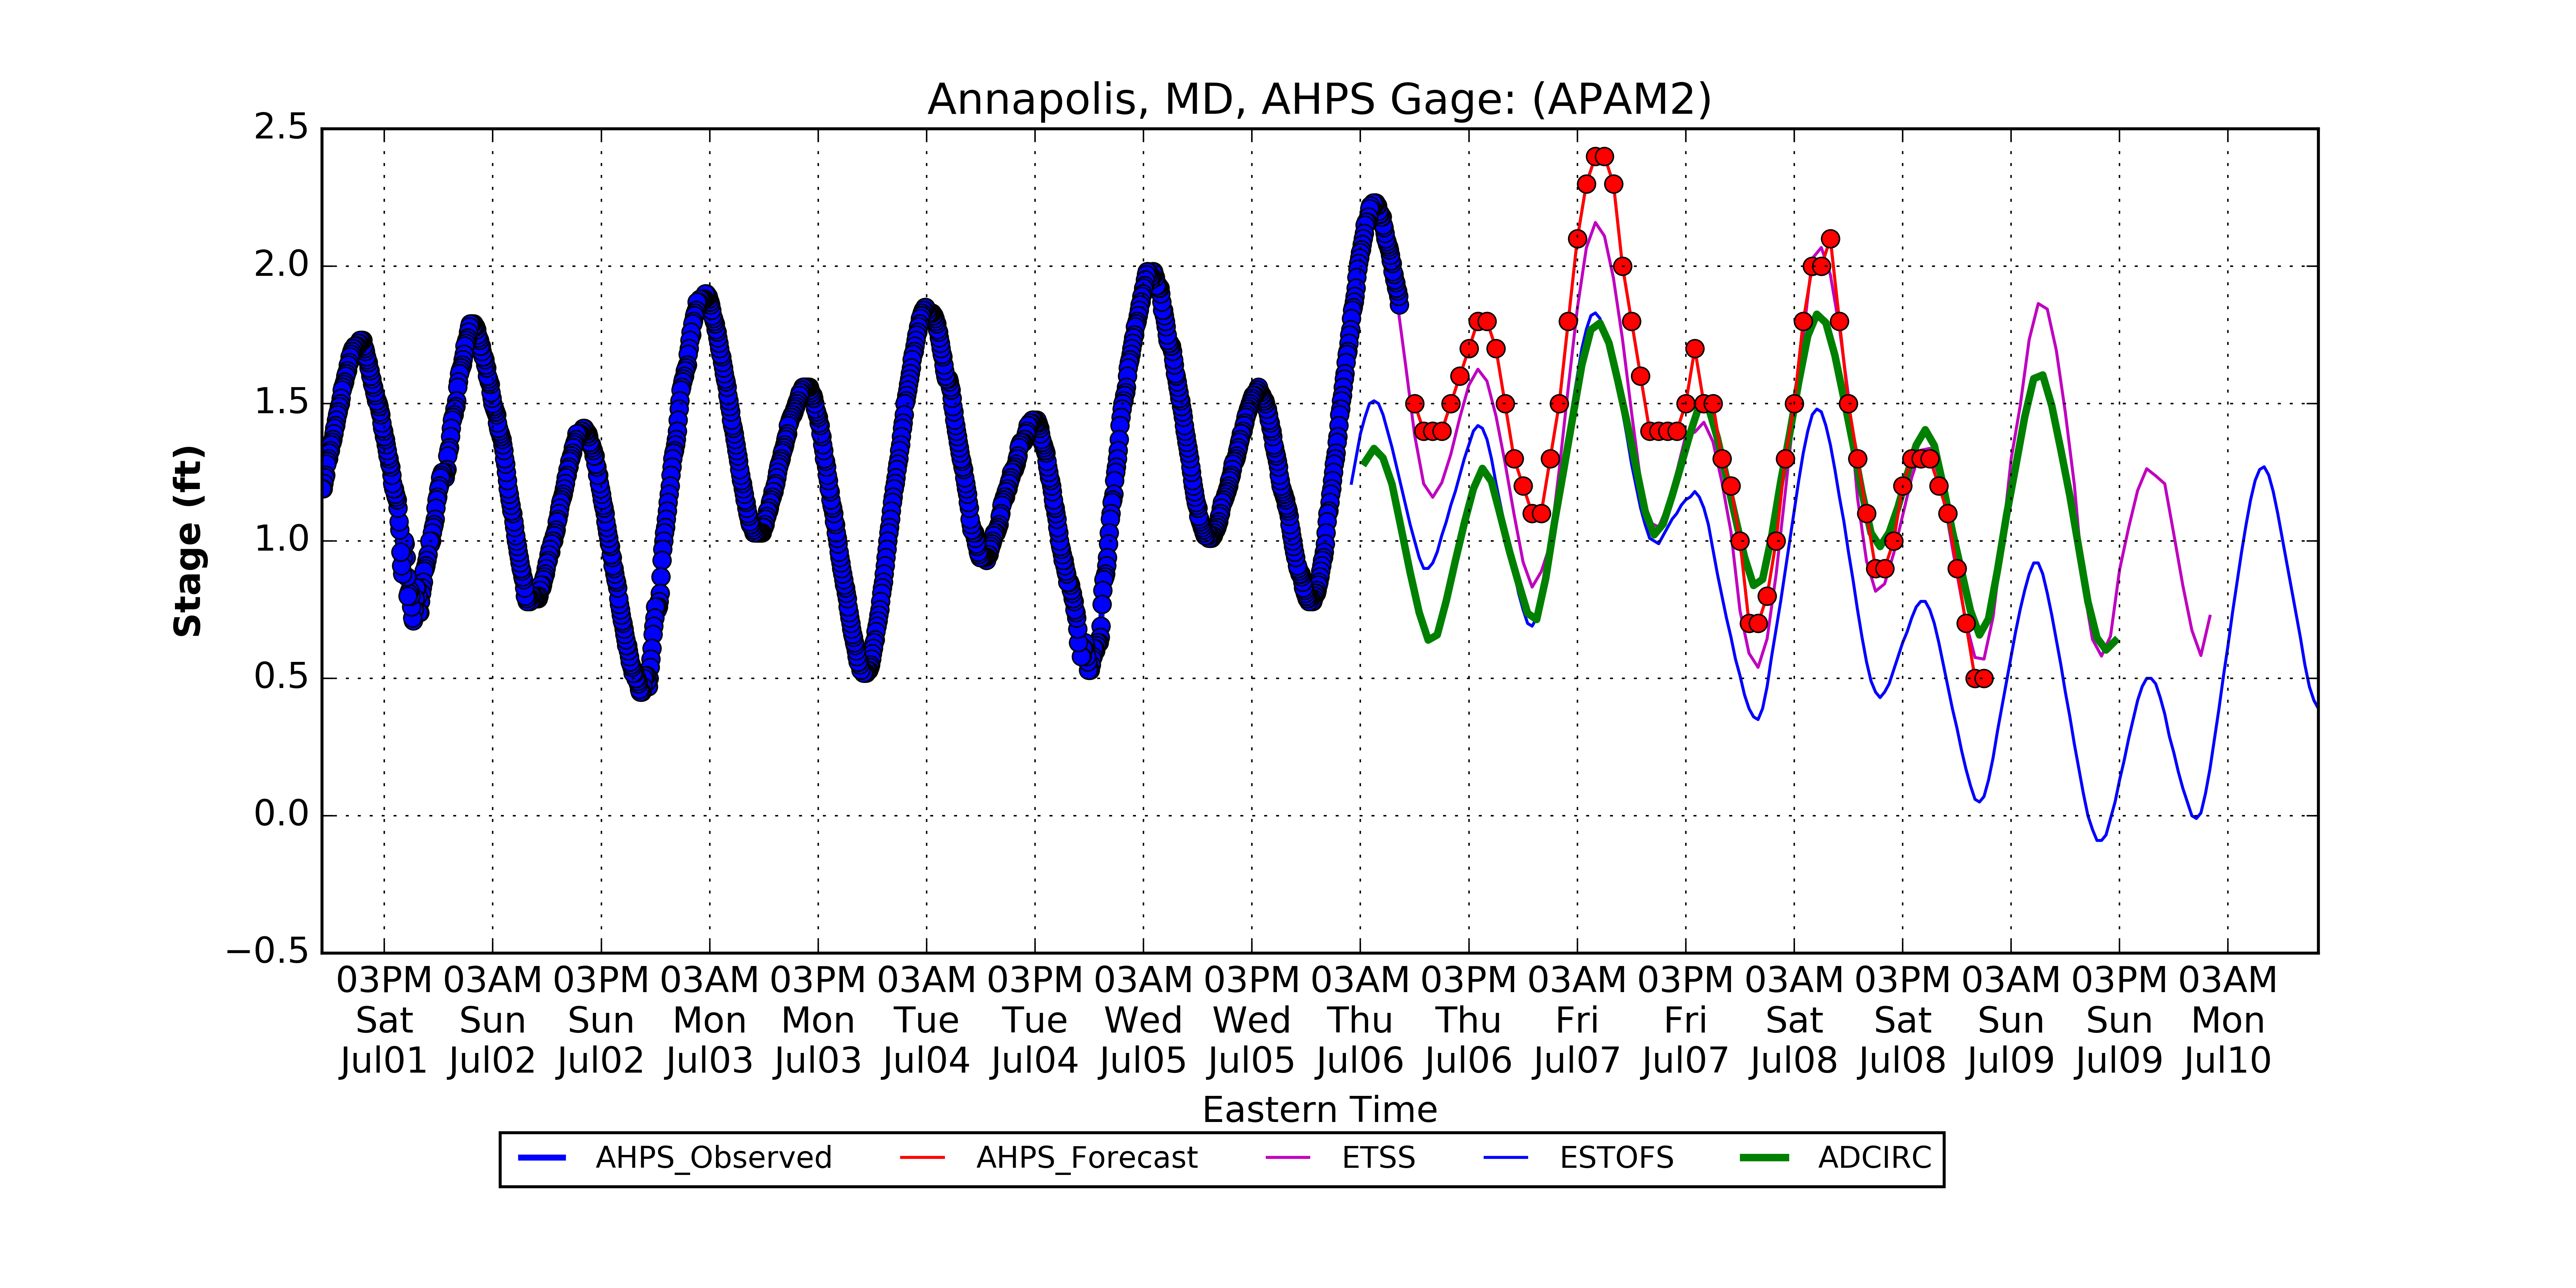 Annapolis, MD, AHPS Gage: (APAM2)
2.5
2.0
1.5
1.0
0.5
0.0
−0.5
Stage (ft)
03PM 03AM 03PM 03AM 03PM 03AM 03PM 03AM 03PM 03AM 03PM 03AM 03PM 03AM 03PM 03AM 03PM 03AM
Sat Sun Sun Mon Mon Tue Tue Wed Wed Thu Thu Fri Fri Sat Sat Sun Sun Mon
Jul01 Jul02 Jul02 Jul03 Jul03 Jul04 Jul04 Jul05 Jul05 Jul06 Jul06 Jul07 Jul07 Jul08 Jul08 Jul09 Jul09 Jul10
Eastern Time
AHPS_Observed AHPS_Forecast ETSS ESTOFS ADCIRC